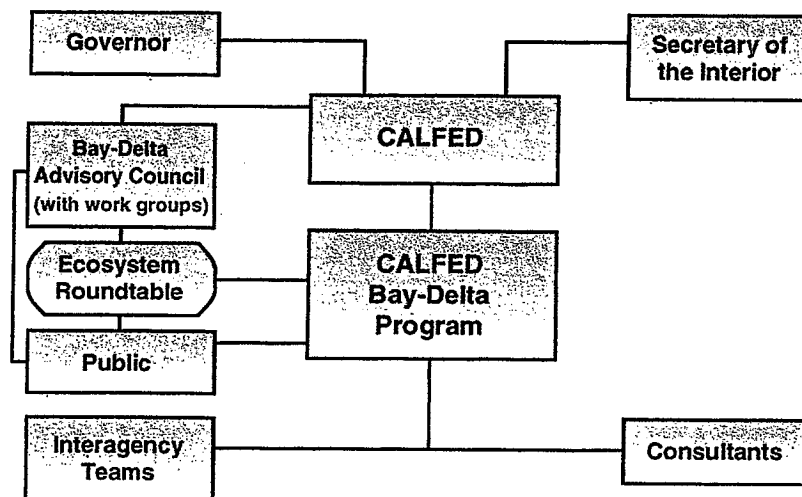 Governor
Secretary of
the Interior
CALFED
Bay-Delta
Advisory Council
(with work groups)
Ecosystem
Roundtable
CALFED
Bay-Delta
Program
Public
Interagency
Teams
Consultants